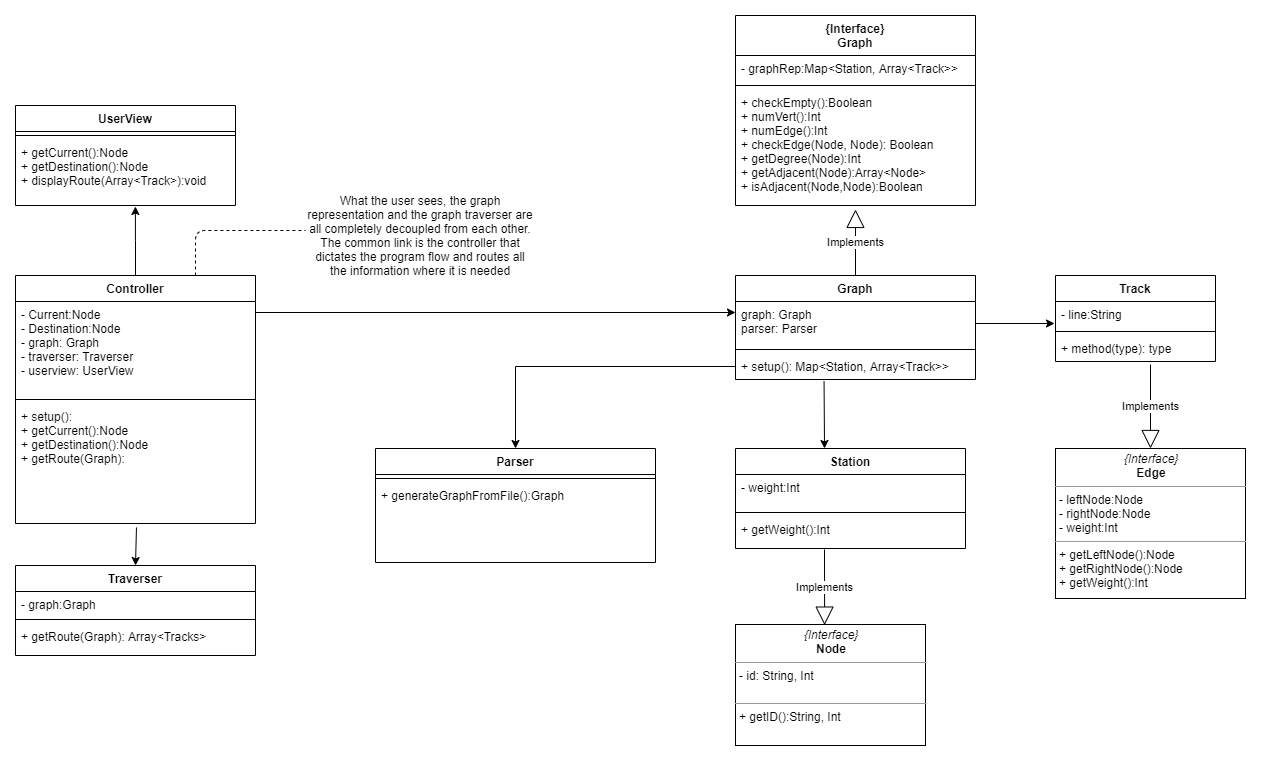 {Interface}
Graph
- graphRep:Map<Station, Array<Track>>
+ checkEmpty():Boolean
+ numVert():Int
+ numEdge():Int
+ checkEdge(Node, Node): Boolean
+ getDegree(Node):Int
+ getAdjacent(Node):Array<Node>
+ isAdjacent(Node,Node):Boolean
UserView
+ getCurrent():Node
+ getDestination():Node
+ displayRoute(Array<Track>):void
What the user sees, the graph
representation and the graph traverser are
all completely decoupled from each other.
The common link is the controller that
dictates the program flow and routes all
the information where it is needed
Implements
Controller
- Current:Node
- Destination:Node
- graph: Graph
- traverser: Traverser
- userview: UserView
+ setup():
+ getCurrent():Node
+ getDestination():Node
+ getRoute(Graph):
Graph
graph: Graph
parser: Parser
+ setup(): Map<Station, Array<Track>>
Track
- line:String
+ method(type): type
Implements
Parser
+ generateGraphFromFile():Graph
Station
- weight:Int
+ getWeight():Int
{Interface}
Edge
- leftNode:Node
- rightNode:Node
- weight:Int
+ getLeftNode():Node
+ getRightNode():Node
+ getWeight():Int
Traverser
- graph:Graph
+ getRoute(Graph): Array<Tracks>
Implements
{Interface}
Node
- id: String, Int
+ getID():String, Int